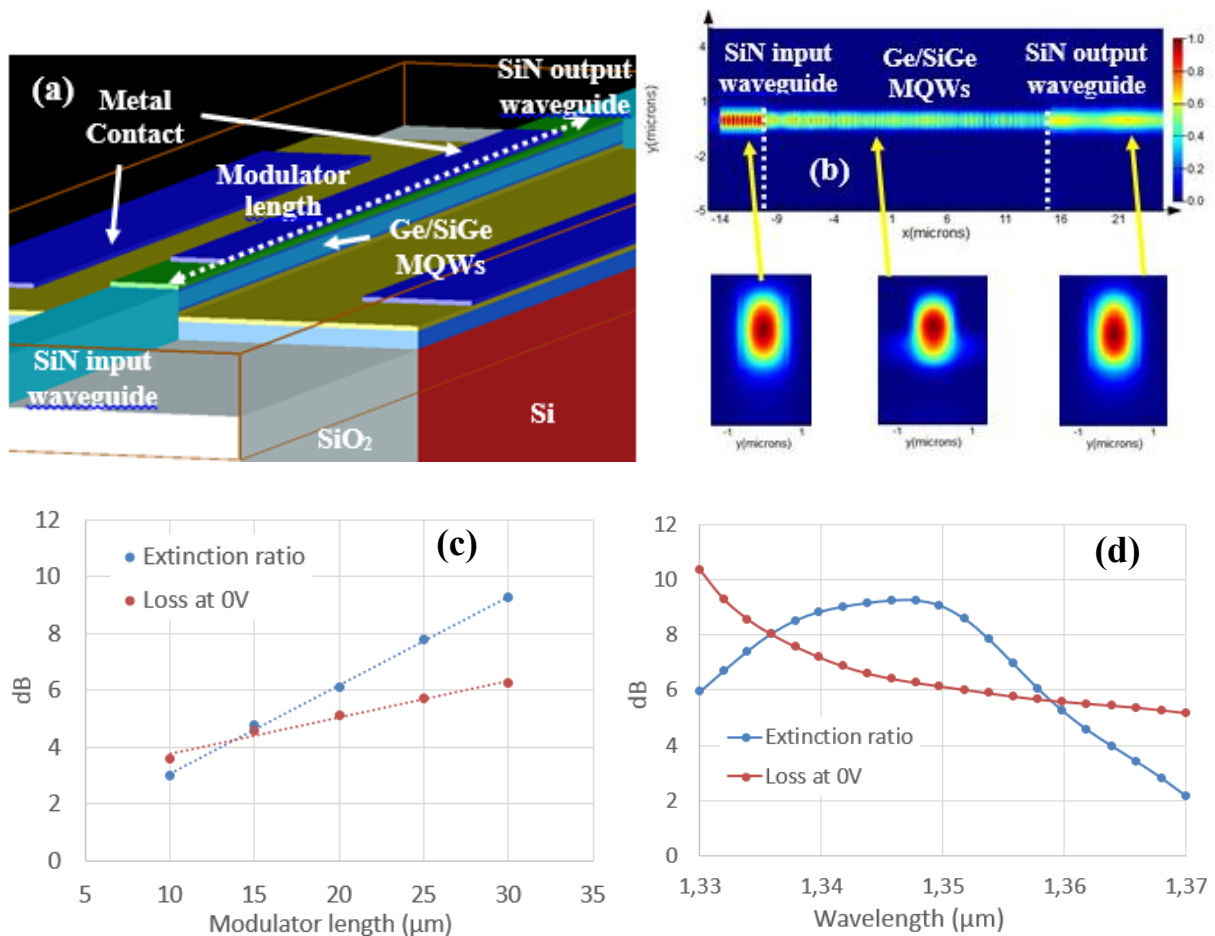 (a)
Metal
Contact
SiN output
waveguide
Modulator
length
Ge/SiGe
MQWs
SiN input
waveguide
SiO2
Si
SiN input
waveguide
Ge/SiGe
MQWs
SiN output
waveguide
(b)
y(microns)
4
1
-2
-5
-14 -9 -4 1 6 11 16 21
x(microns)
1.0
0.8
0.6
0.4
0.2
0.0
y(microns)
-1 1
y(microns)
-1 1
y(microns)
-1 1
y(microns)
(c)
Extinction ratio
Loss at 0V
dB
12
10
8
6
4
2
0
5 10 15 20 25 30 35
Modulator length (µm)
(d)
Extinction ratio
Loss at 0V
dB
12
10
8
6
4
2
0
1,33 1,34 1,35 1,36 1,37
Wavelength (µm)